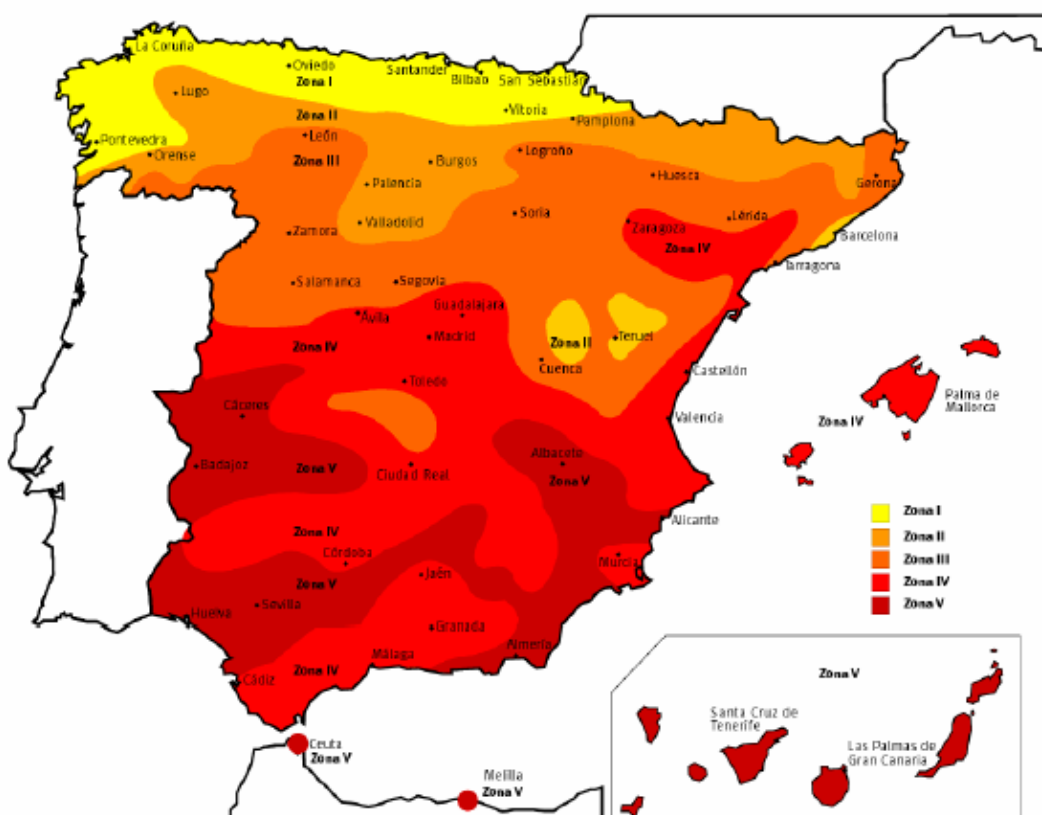 La Coruña
Oviedo
Zona I
Santander
Bilbao
San Sebastián
Lugo
Vitoria
Zona II
Pamplona
Pontevedra
León
Orense
Zona III
Burgos
Logroño
Palencia
Huesca
Gerona
Valladolid
Soria
Lérida
Zamora
Zaragoza
Barcelona
Zona IV
Tarragona
Salamanca
Segovia
Guadalajara
Ávila
Madrid
Zona II
Teruel
Zona IV
Cuenca
Castellón
Toledo
Palma de
Mallorca
Cáceres
Valencia
Zona IV
Badajoz
Zona V
Ciudad Real
Albacete
Zona V
Zona I
Alicante
Zona II
Zona IV
Córdoba
Zona III
Murcia
Jaén
Zona V
Zona IV
Sevilla
Zona V
Huelva
Granada
Málaga
Almería
Zona IV
Cádiz
Zona V
Santa Cruz de
Tenerife
Las Palmas de
Gran Canaria
Ceuta
Zona V
Melilla
Zona V